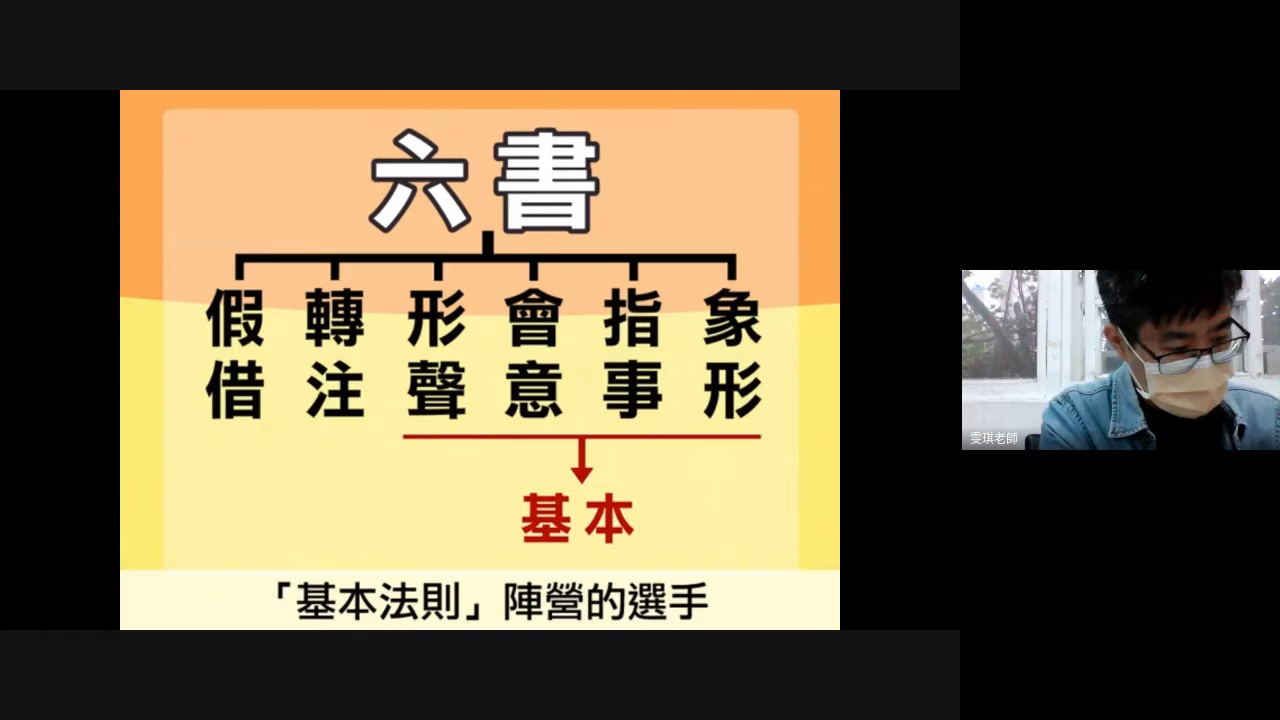 六書
象形
指事
會意
形聲
轉注
假借
基本
「基本法則」陣營的選手
雯琪老師